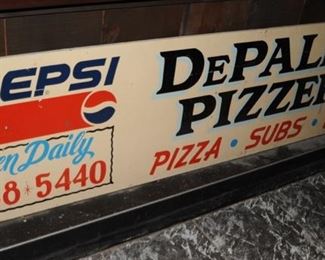 EPSI
en Daily
8 5440
DePAL
PIZZE
PIZZA • SUBS •